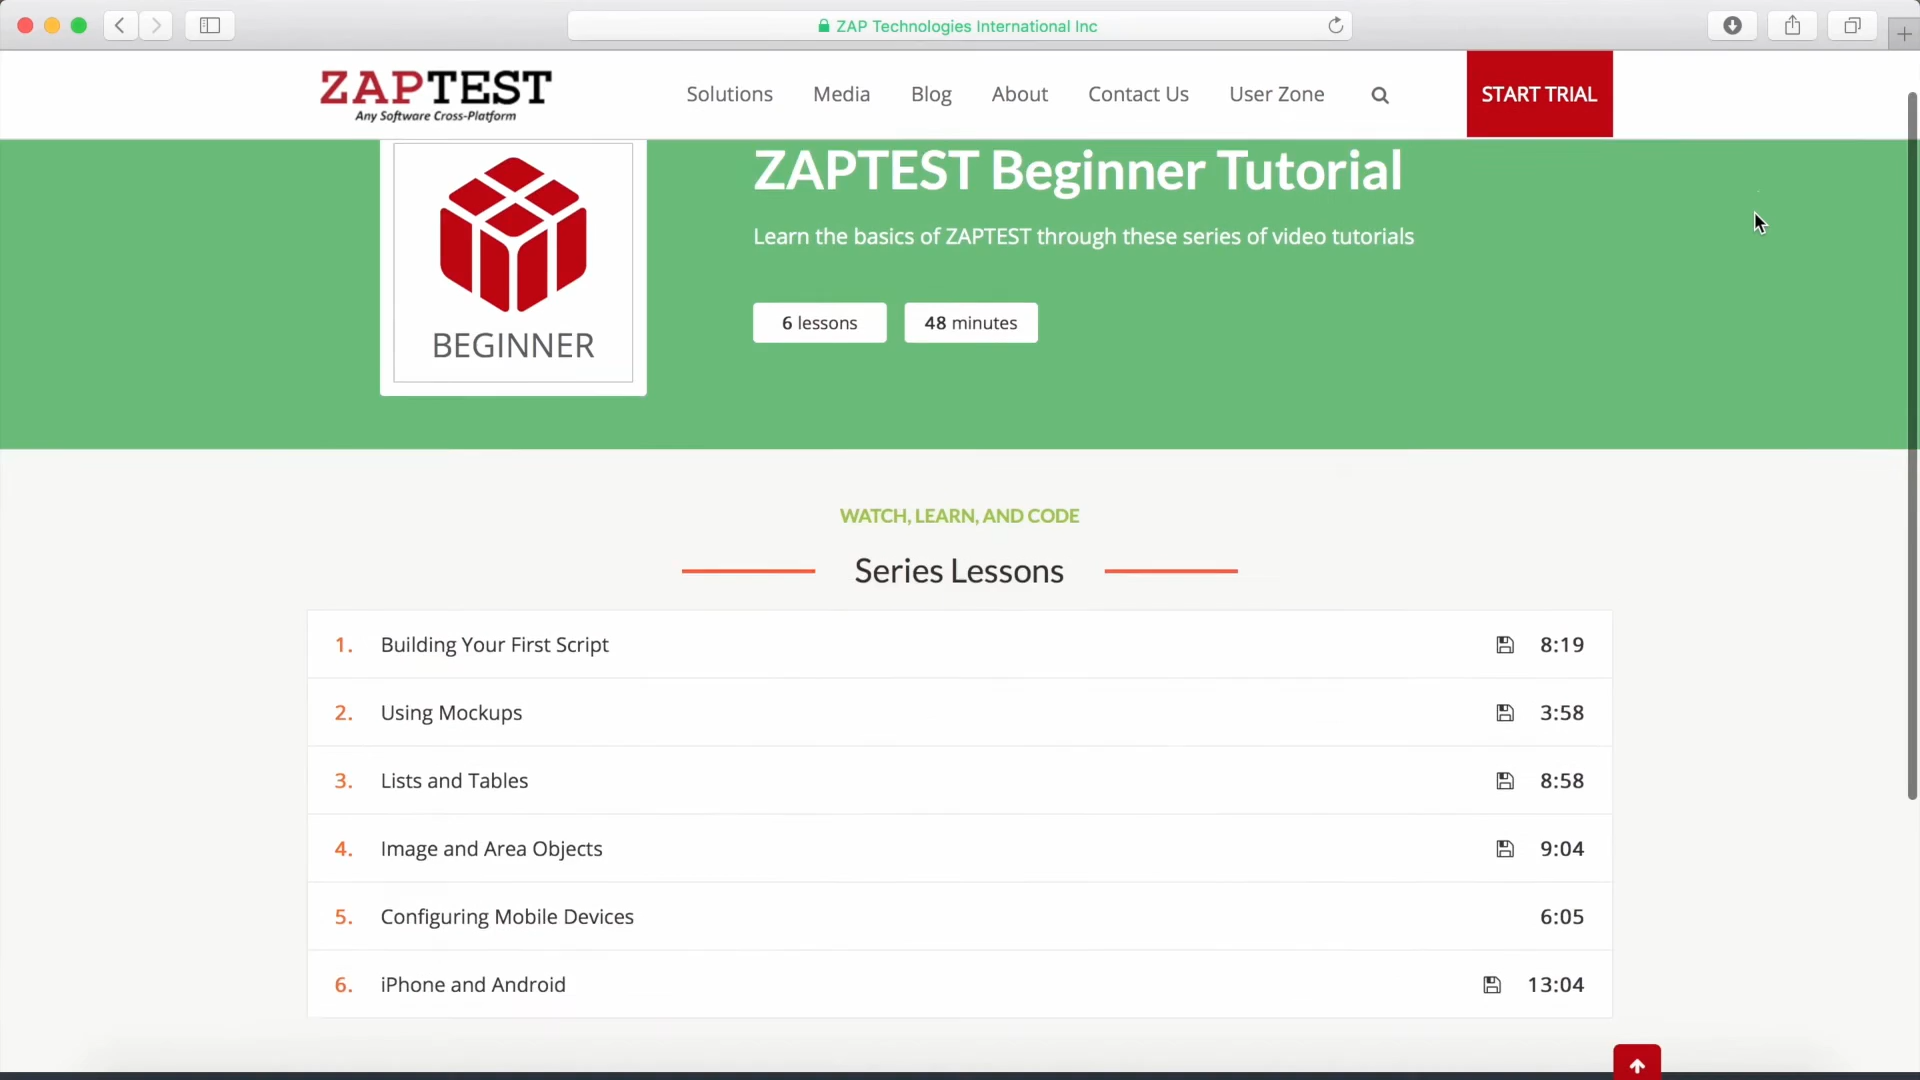 ZAP Technologies International Inc
ZAPTEST
Any Software Cross-Platform
Solutions
Media
Blog
About
Contact Us
User Zone
START TRIAL
BEGINNER
ZAPTEST Beginner Tutorial
Learn the basics of ZAPTEST through these series of video tutorials
6 lessons
48 minutes
WATCH, LEARN, AND CODE
Series Lessons
1. Building Your First Script 8:19
2. Using Mockups 3:58
3. Lists and Tables 8:58
4. Image and Area Objects 9:04
5. Configuring Mobile Devices 6:05
6. iPhone and Android 13:04